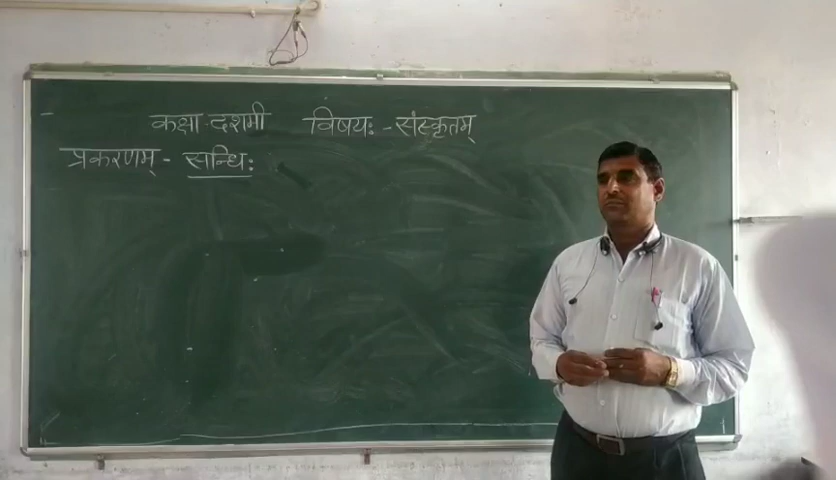 कक्षा-दशमी विषयः - संस्कृतम्
प्रकरणम् - सन्धिः